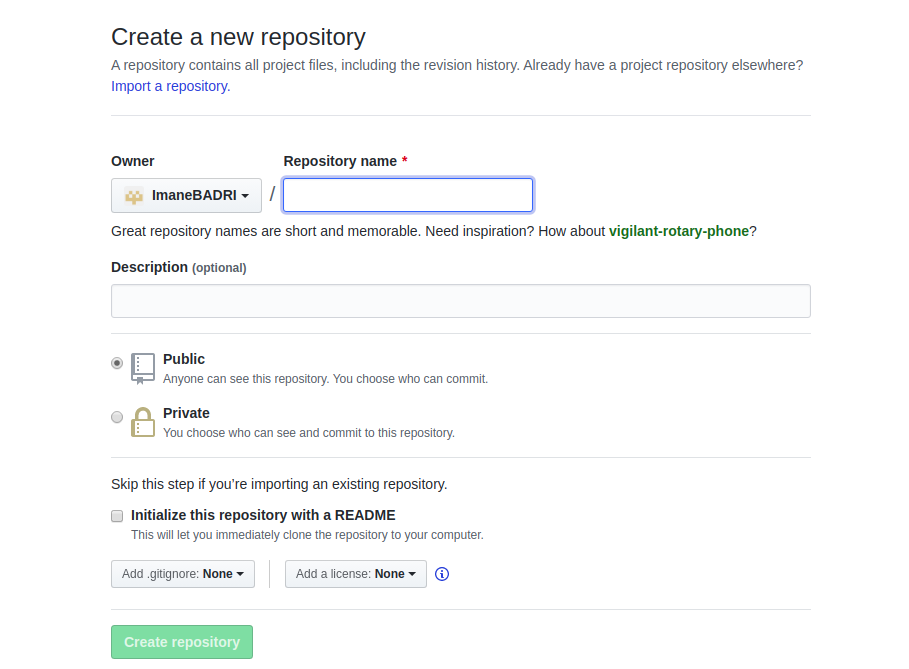 Create a new repository
A repository contains all project files, including the revision history. Already have a project repository elsewhere?
Import a repository.
Owner
Repository name *
ImaneBADRI
/
Great repository names are short and memorable. Need inspiration? How about vigilant-rotary-phone?
Description (optional)
Public
Anyone can see this repository. You choose who can commit.
Private
You choose who can see and commit to this repository.
Skip this step if you’re importing an existing repository.
Initialize this repository with a README
This will let you immediately clone the repository to your computer.
Add .gitignore: None
Add a license: None
Create repository